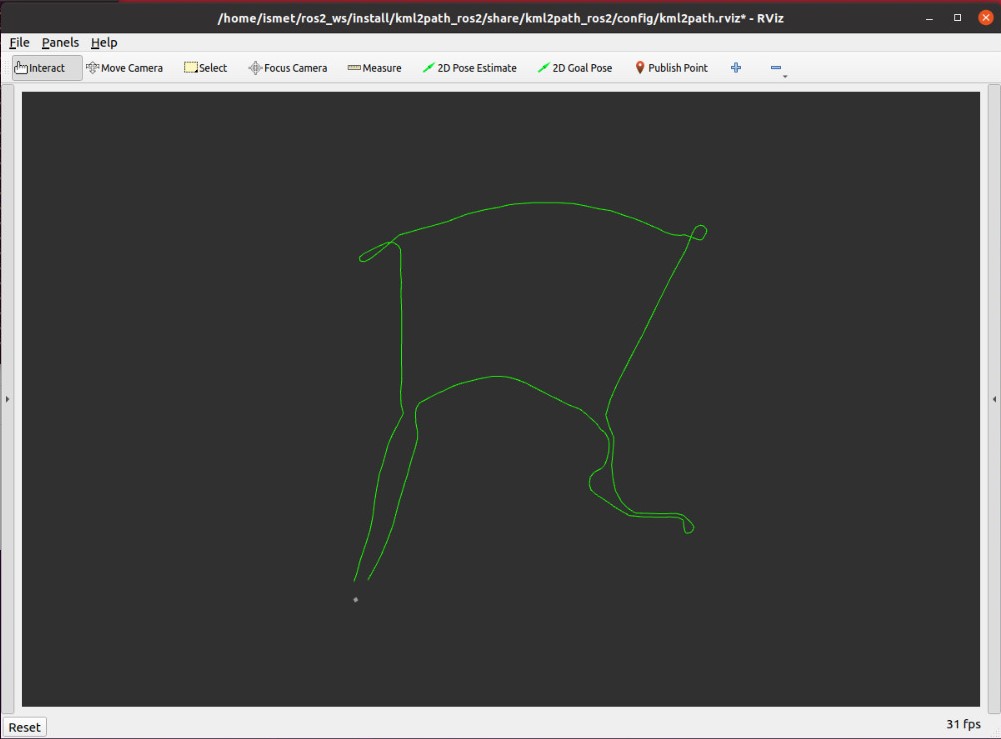 /home/ismet/ros2_ws/install/kml2path_ros2/share/kml2path_ros2/config/kml2path.rviz* - RViz
File Panels Help
Interact Move Camera Select Focus Camera Measure 2D Pose Estimate 2D Goal Pose Publish Point
Reset 31 fps